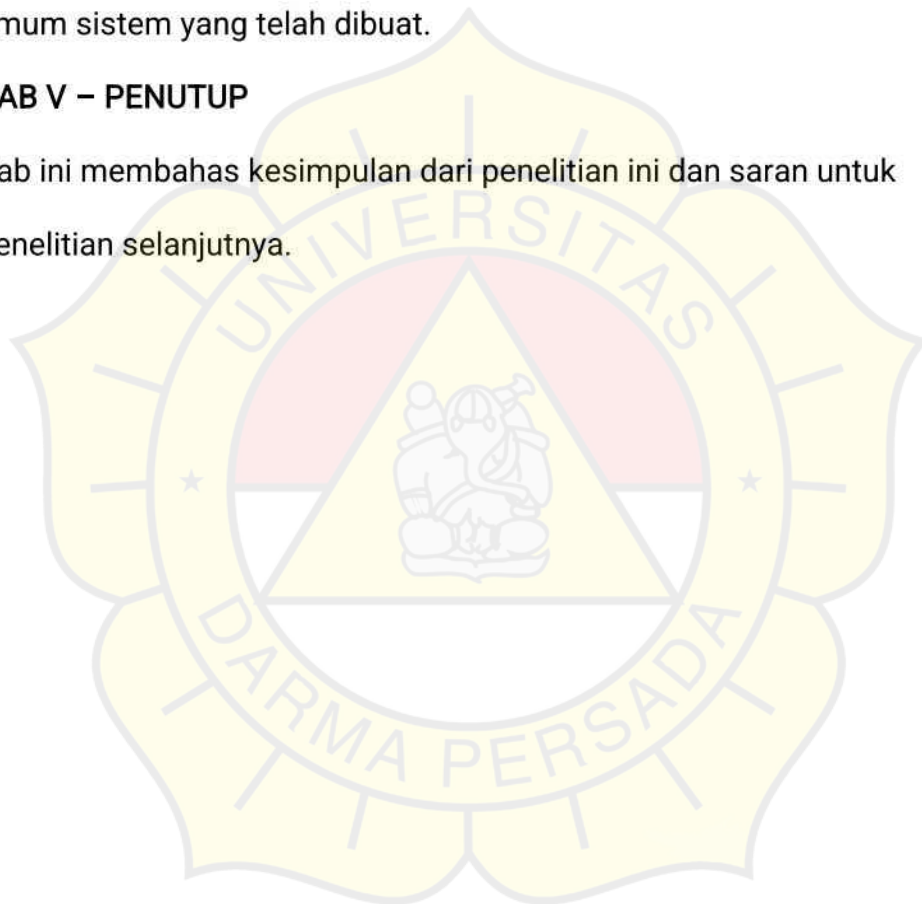 mum sistem yang telah dibuat.
AB V – PENUTUP
ab ini membahas kesimpulan dari penelitian ini dan saran untuk
enelitian selanjutnya.
UNIVERSITAS
DARMA PERSADA